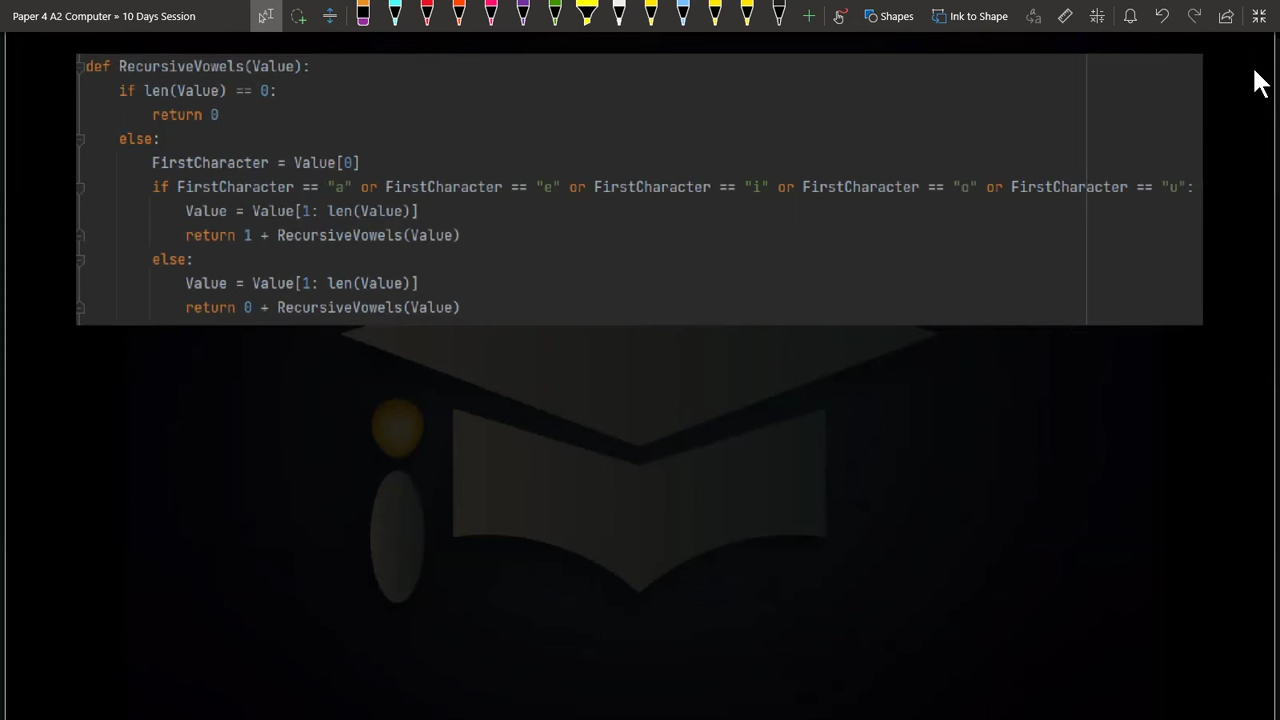 Paper 4 A2 Computer » 10 Days Session
Shapes
Ink to Shape
def RecursiveVowels(Value):
if len(Value) == 0:
return 0
else:
FirstCharacter = Value[0]
if FirstCharacter == "a" or FirstCharacter == "e" or FirstCharacter == "i" or FirstCharacter == "o" or FirstCharacter == "u":
Value = Value[1: len(Value)]
return 1 + RecursiveVowels(Value)
else:
Value = Value[1: len(Value)]
return 0 + RecursiveVowels(Value)